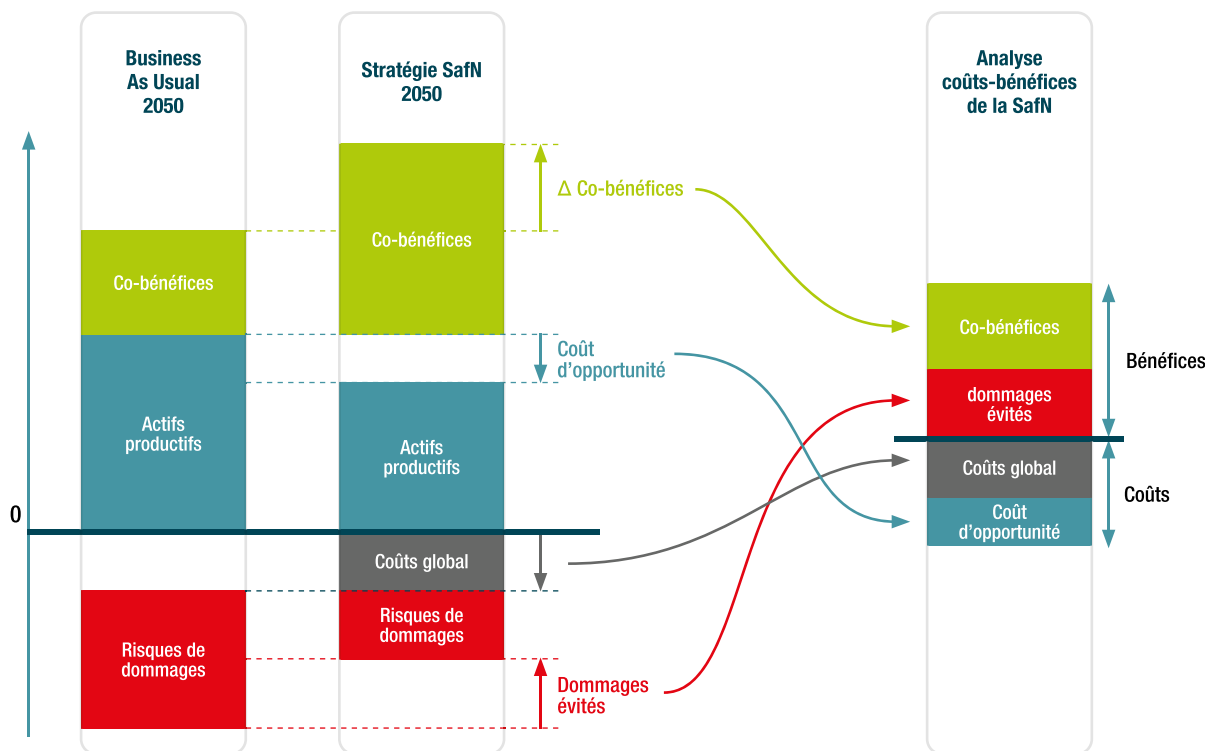 Business
As Usual
2050
Stratégie SafN
2050
Analyse
coûts-bénéfices
de la SafN
Δ Co-bénéfices
Co-bénéfices
Co-bénéfices
Co-bénéfices
Coût
d'opportunité
Bénéfices
dommages
évités
Actifs
productifs
Actifs
productifs
Coûts global
Coûts
0
Coût
d'opportunité
Coûts global
Risques de
dommages
Risques de
dommages
Dommages
évités